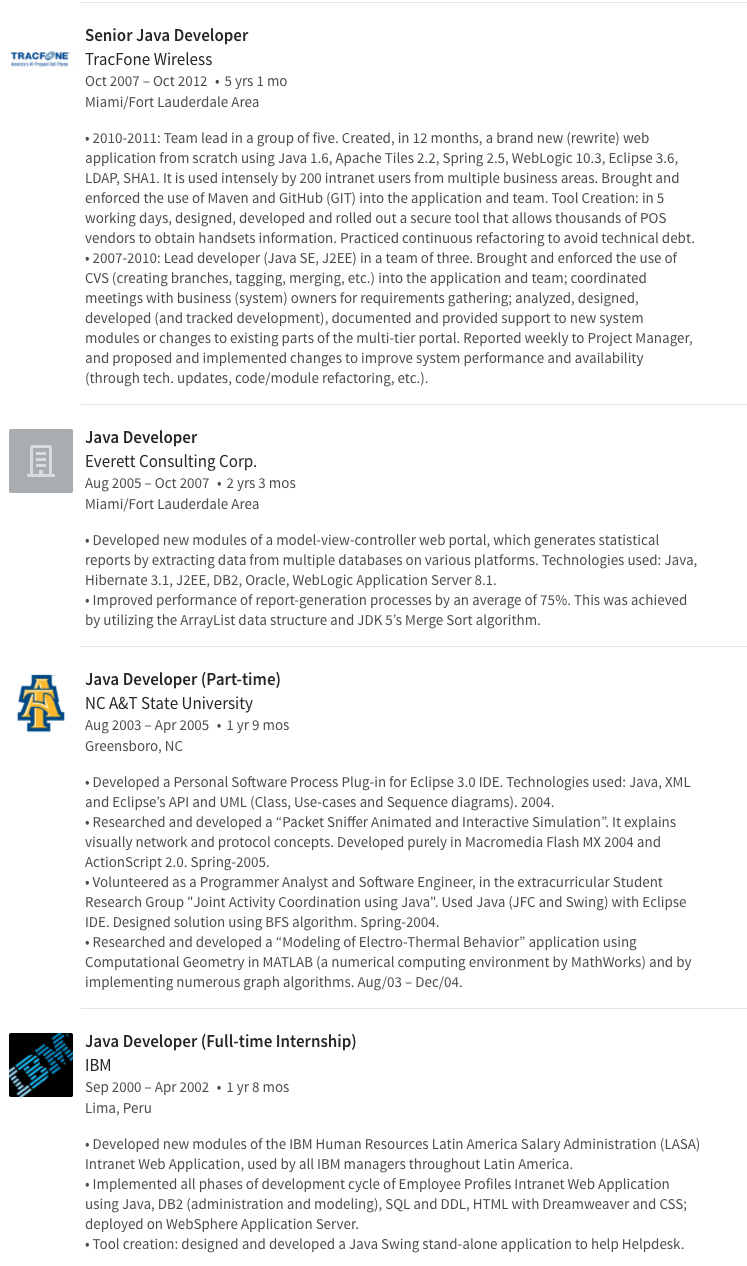 Senior Java Developer
TRACFONE
America's #1 Prepaid Cell Phone
TracFone Wireless
Oct 2007 – Oct 2012 • 5 yrs 1 mo
Miami/Fort Lauderdale Area
• 2010-2011: Team lead in a group of five. Created, in 12 months, a brand new (rewrite) web
application from scratch using Java 1.6, Apache Tiles 2.2, Spring 2.5, WebLogic 10.3, Eclipse 3.6,
LDAP, SHA1. It is used intensely by 200 intranet users from multiple business areas. Brought and
enforced the use of Maven and GitHub (GIT) into the application and team. Tool Creation: in 5
working days, designed, developed and rolled out a secure tool that allows thousands of POS
vendors to obtain handsets information. Practiced continuous refactoring to avoid technical debt.
• 2007-2010: Lead developer (Java SE, J2EE) in a team of three. Brought and enforced the use of
CVS (creating branches, tagging, merging, etc.) into the application and team; coordinated
meetings with business (system) owners for requirements gathering; analyzed, designed,
developed (and tracked development), documented and provided support to new system
modules or changes to existing parts of the multi-tier portal. Reported weekly to Project Manager,
and proposed and implemented changes to improve system performance and availability
(through tech. updates, code/module refactoring, etc.).
Java Developer
Everett Consulting Corp.
Aug 2005 – Oct 2007 • 2 yrs 3 mos
Miami/Fort Lauderdale Area
• Developed new modules of a model-view-controller web portal, which generates statistical
reports by extracting data from multiple databases on various platforms. Technologies used: Java,
Hibernate 3.1, J2EE, DB2, Oracle, WebLogic Application Server 8.1.
• Improved performance of report-generation processes by an average of 75%. This was achieved
by utilizing the ArrayList data structure and JDK 5’s Merge Sort algorithm.
Java Developer (Part-time)
NC A&T State University
Aug 2003 – Apr 2005 • 1 yr 9 mos
Greensboro, NC
• Developed a Personal Software Process Plug-in for Eclipse 3.0 IDE. Technologies used: Java, XML
and Eclipse’s API and UML (Class, Use-cases and Sequence diagrams). 2004.
• Researched and developed a “Packet Sniffer Animated and Interactive Simulation”. It explains
visually network and protocol concepts. Developed purely in Macromedia Flash MX 2004 and
ActionScript 2.0. Spring-2005.
• Volunteered as a Programmer Analyst and Software Engineer, in the extracurricular Student
Research Group "Joint Activity Coordination using Java". Used Java (JFC and Swing) with Eclipse
IDE. Designed solution using BFS algorithm. Spring-2004.
• Researched and developed a “Modeling of Electro-Thermal Behavior” application using
Computational Geometry in MATLAB (a numerical computing environment by MathWorks) and by
implementing numerous graph algorithms. Aug/03 – Dec/04.
Java Developer (Full-time Internship)
IBM
IBM
Sep 2000 – Apr 2002 • 1 yr 8 mos
Lima, Peru
• Developed new modules of the IBM Human Resources Latin America Salary Administration (LASA)
Intranet Web Application, used by all IBM managers throughout Latin America.
• Implemented all phases of development cycle of Employee Profiles Intranet Web Application
using Java, DB2 (administration and modeling), SQL and DDL, HTML with Dreamweaver and CSS;
deployed on WebSphere Application Server.
• Tool creation: designed and developed a Java Swing stand-alone application to help Helpdesk.